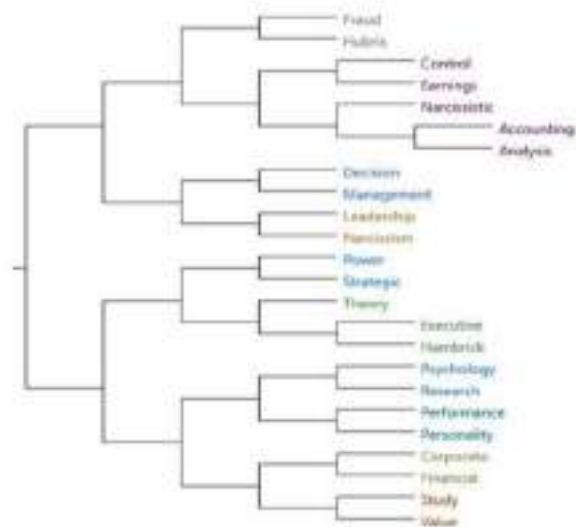 Fraud
Hubris
Control
Earnings
Narcissistic
Accounting
Analysis
Decision
Management
Leadership
Narcissism
Power
Strategic
Theory
Executive
Hambrick
Psychology
Research
Performance
Personality
Corporate
Financial
Study
Value